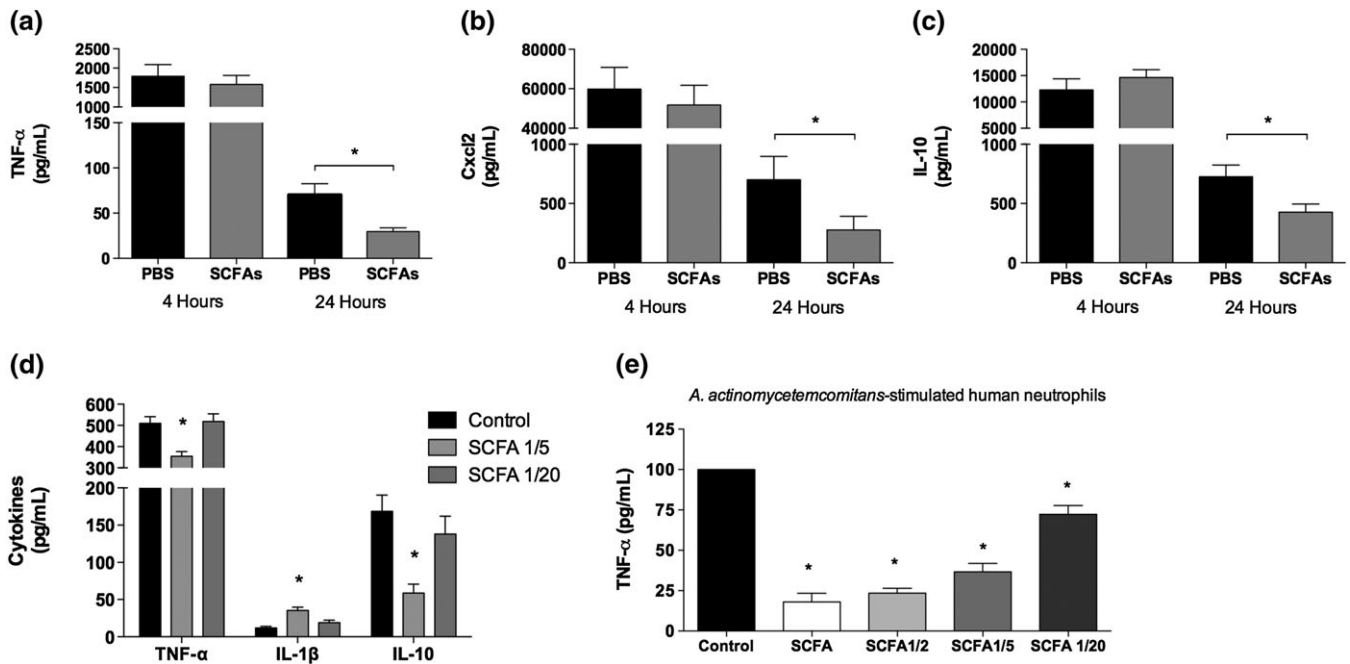 (a)
TNF-α
(pg/mL)
2500
2000
1500
1000
150
100
50
0
*
PBS SCFAs PBS SCFAs
4 Hours 24 Hours
(b)
Cxcl2
(pg/mL)
80000
60000
40000
1000
500
0
*
PBS SCFAs PBS SCFAs
4 Hours 24 Hours
(c)
IL-10
(pg/mL)
20000
15000
10000
5000
1000
500
0
*
PBS SCFAs PBS SCFAs
4 Hours 24 Hours
(d)
Cytokines
(pg/mL)
600
500
400
300
200
150
100
50
0
*
*
*
TNF-α IL-1β IL-10
Control
SCFA 1/5
SCFA 1/20
(e)
A. actinomycetemcomitans-stimulated human neutrophils
TNF-α (pg/mL)
125
100
75
50
25
0
*
*
*
*
Control SCFA SCFA1/2 SCFA1/5 SCFA 1/20